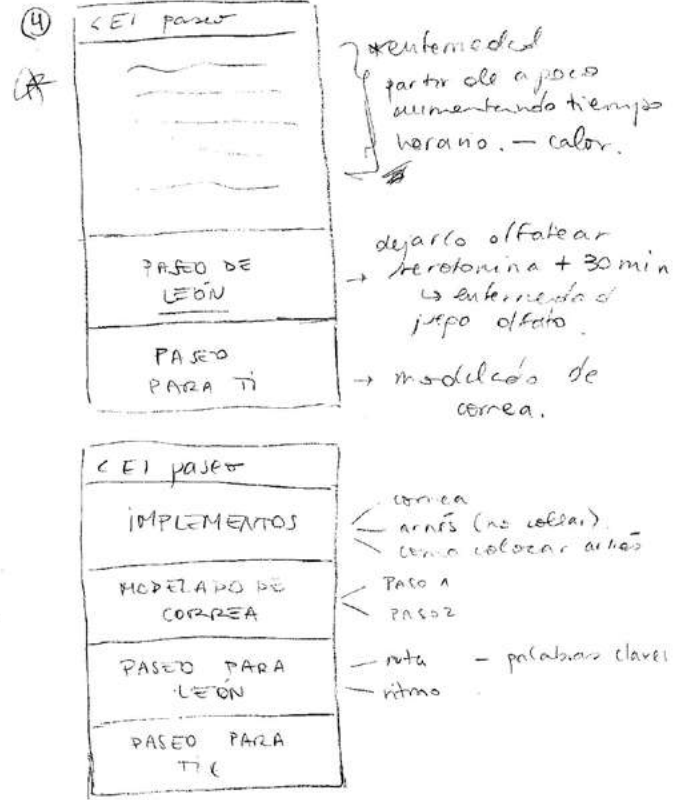 4
< El paseo
*enfermedad
partir de a poco
aumentando tiempo
horario. — calor.
PASEO DE
LEÓN
dejarlo olfatear
→ serotonina + 30 min
↳ enfermedad
juego olfato.
PASEO
PARA TI
→ modelado de
correa.
< El paseo
IMPLEMENTOS
correa
arnés (no collar)
como colocar arnés
MODELADO DE
CORREA
PASO 1
PASO 2
PASEO PARA
LEÓN
ruta — palabras claves
ritmo
PASEO PARA
TI